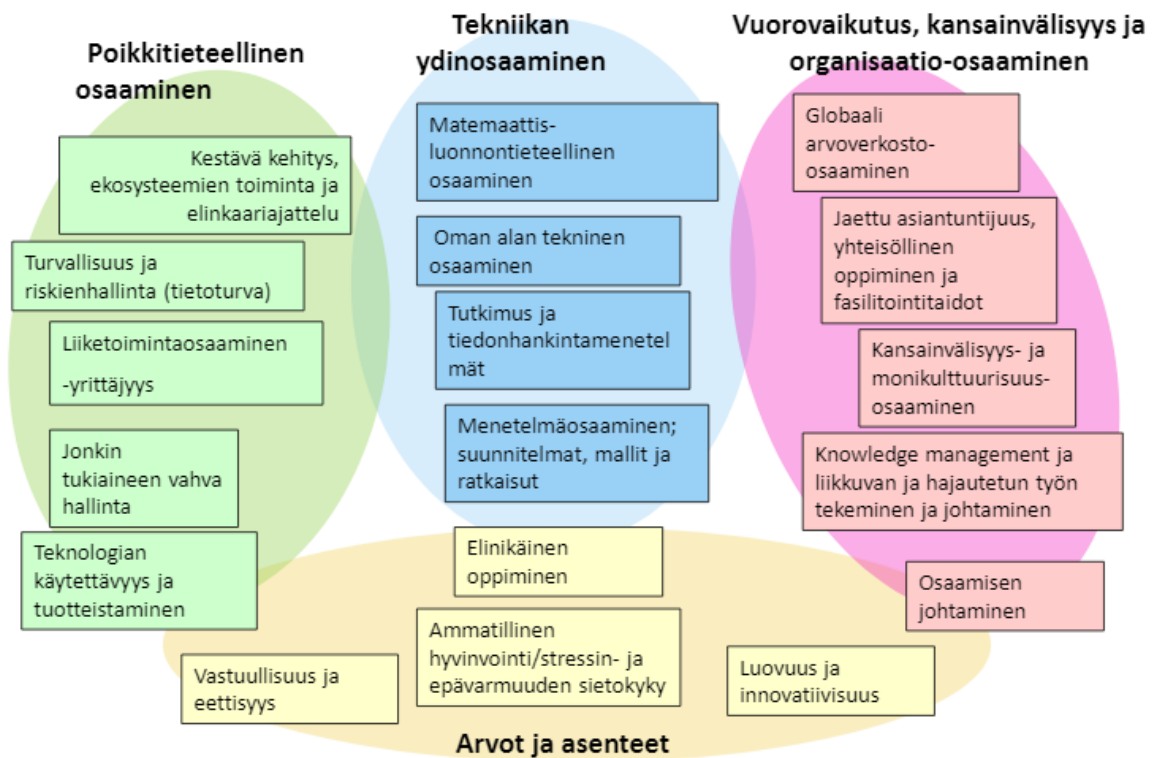 Poikkitieteellinen
osaaminen
Kestävä kehitys,
ekosysteemien toiminta ja
elinkaariajattelu
Turvallisuus ja
riskienhallinta (tietoturva)
Liiketoimintaosaaminen
-yrittäjyys
Jonkin
tukiaineen vahva
hallinta
Teknologian
käytettävyys ja
tuotteistaminen
Tekniikan
ydinosaaminen
Matemaattis-
luonnontieteellinen
osaaminen
Oman alan tekninen
osaaminen
Tutkimus ja
tiedonhankintamenetel
mät
Menetelmäosaaminen;
suunnitelmat, mallit ja
ratkaisut
Vuorovaikutus, kansainvälisyys ja
organisaatio-osaaminen
Globaali
arvoverkosto-
osaaminen
Jaettu asiantuntijuus,
yhteisöllinen
oppiminen ja
fasilitointitaidot
Kansainvälisyys- ja
monikulttuurisuus-
osaaminen
Knowledge management ja
liikkuvan ja hajautetun työn
tekeminen ja johtaminen
Osaamisen
johtaminen
Elinikäinen
oppiminen
Ammatillinen
hyvinvointi/stressin- ja
epävarmuuden sietokyky
Vastuullisuus ja
eettisyys
Luovuus ja
innovatiivisuus
Arvot ja asenteet